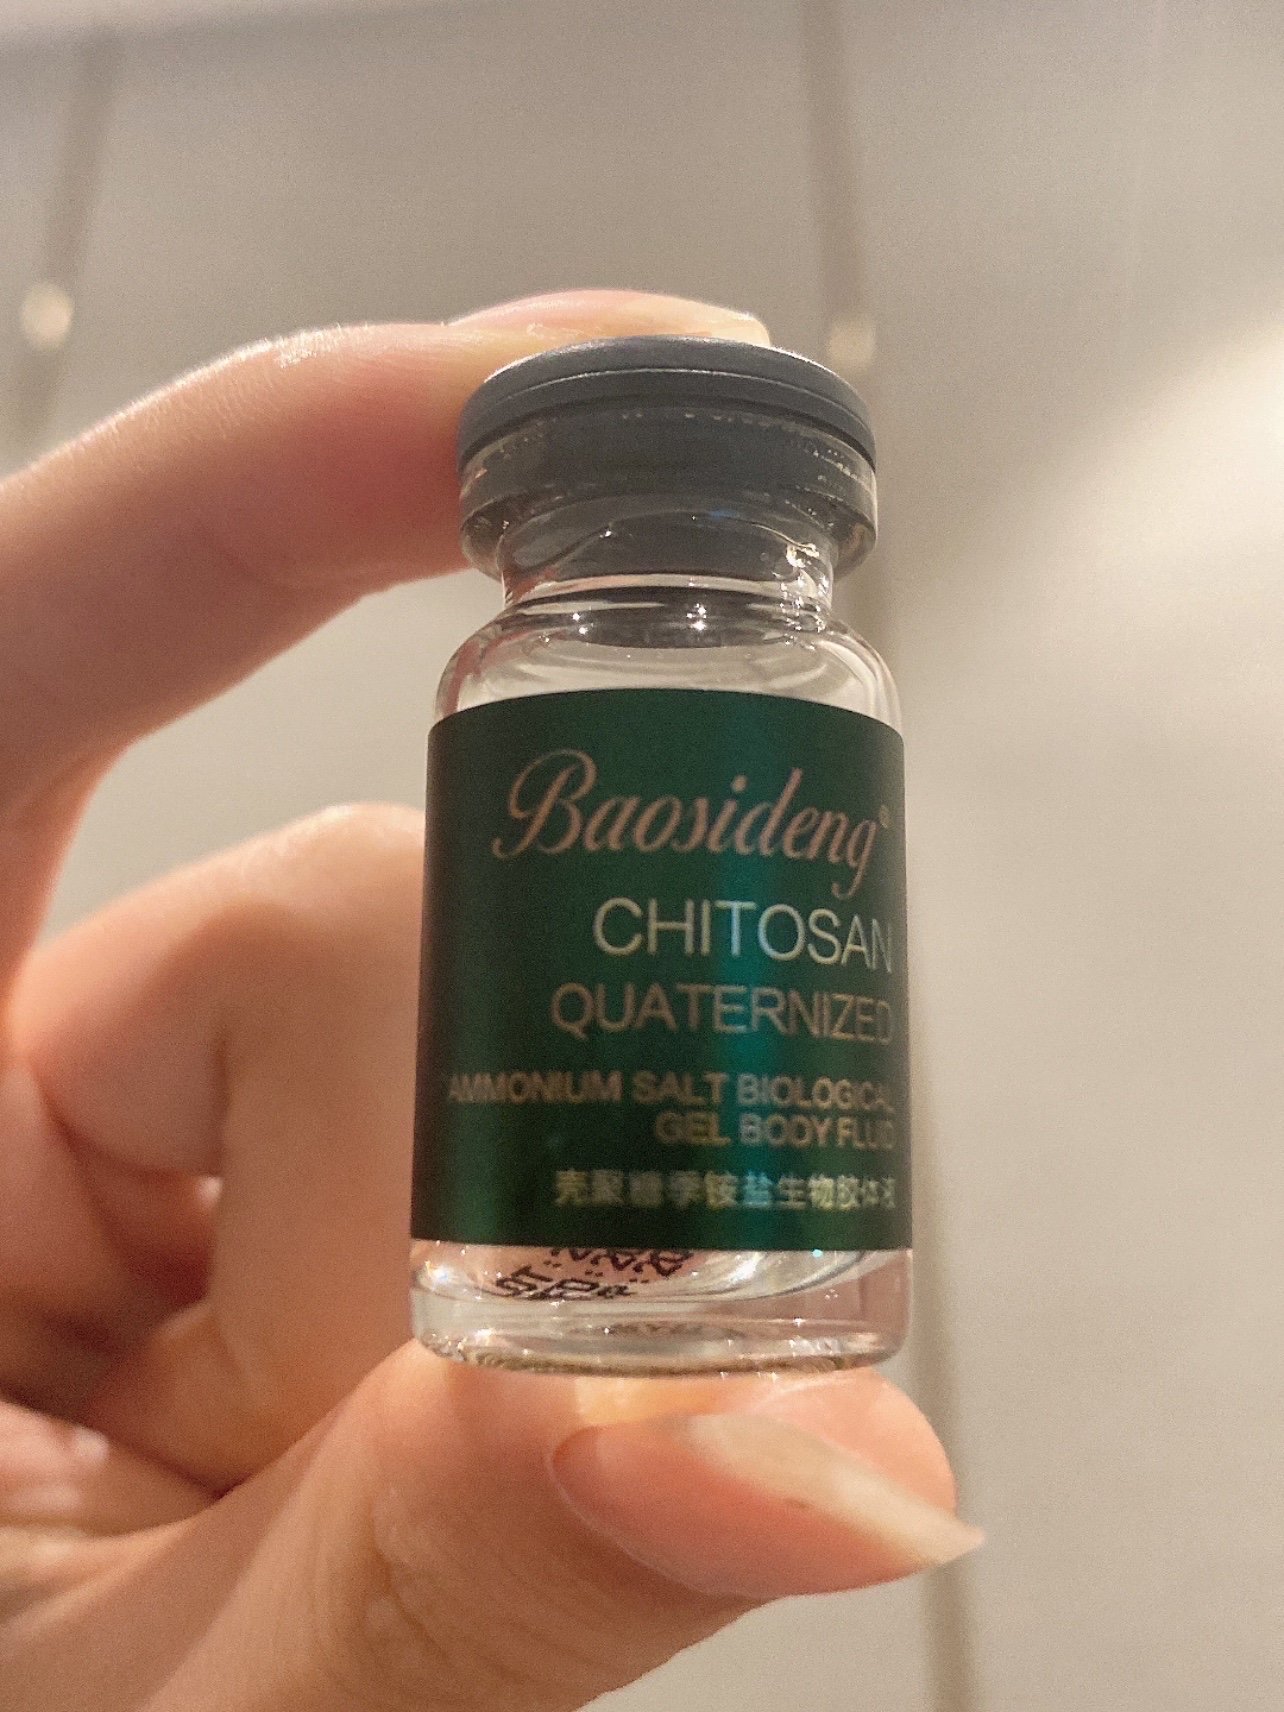 Baosideng®
CHITOSAN
QUATERNIZED
AMMONIUM SALT BIOLOGICAL
GEL BODY FLUID
壳聚糖季铵盐生物胶体液